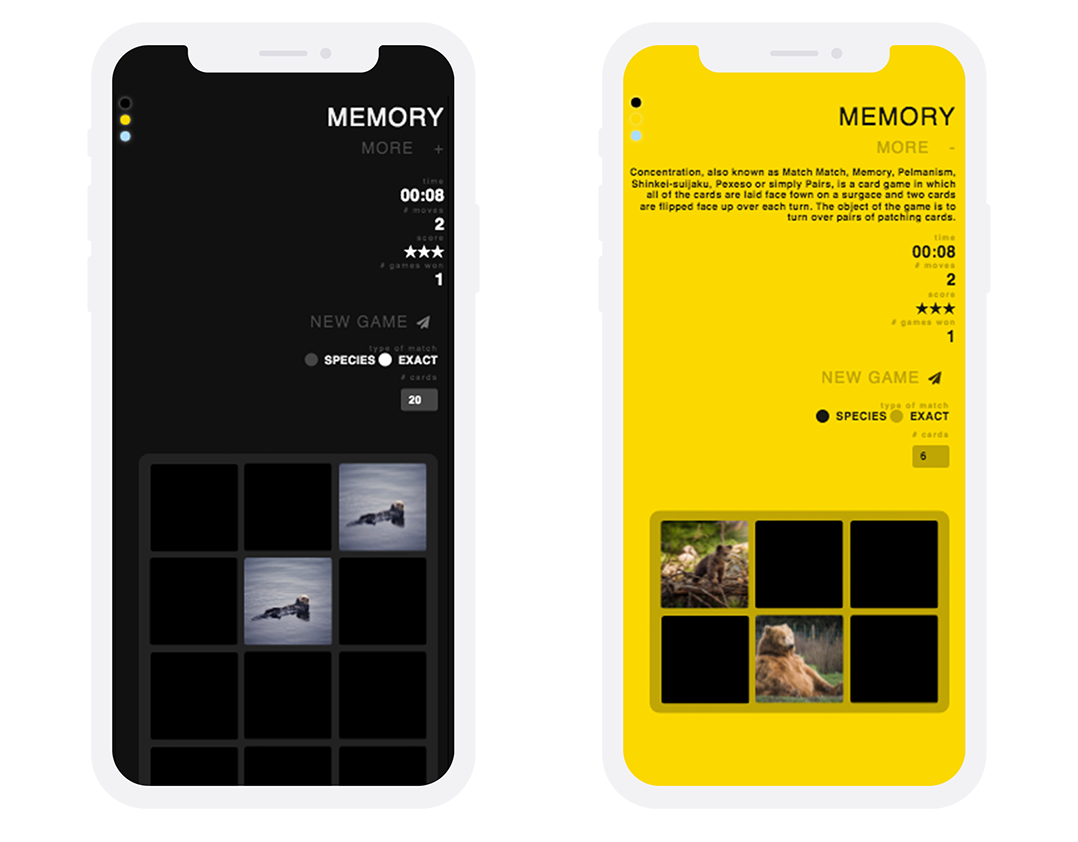 MEMORY
MORE +
time
00:08
# moves
2
score
★★★
# games won
1
NEW GAME
type of match
SPECIES EXACT
# cards
20
MEMORY
MORE -
Concentration, also known as Match Match, Memory, Pelmanism,
Shinkei-suijaku, Pexeso or simply Pairs, is a card game in which
all of the cards are laid face fown on a surgace and two cards
are flipped face up over each turn. The object of the game is to
turn over pairs of patching cards.
time
00:08
# moves
2
score
★★★
# games won
1
NEW GAME
type of match
SPECIES EXACT
# cards
6